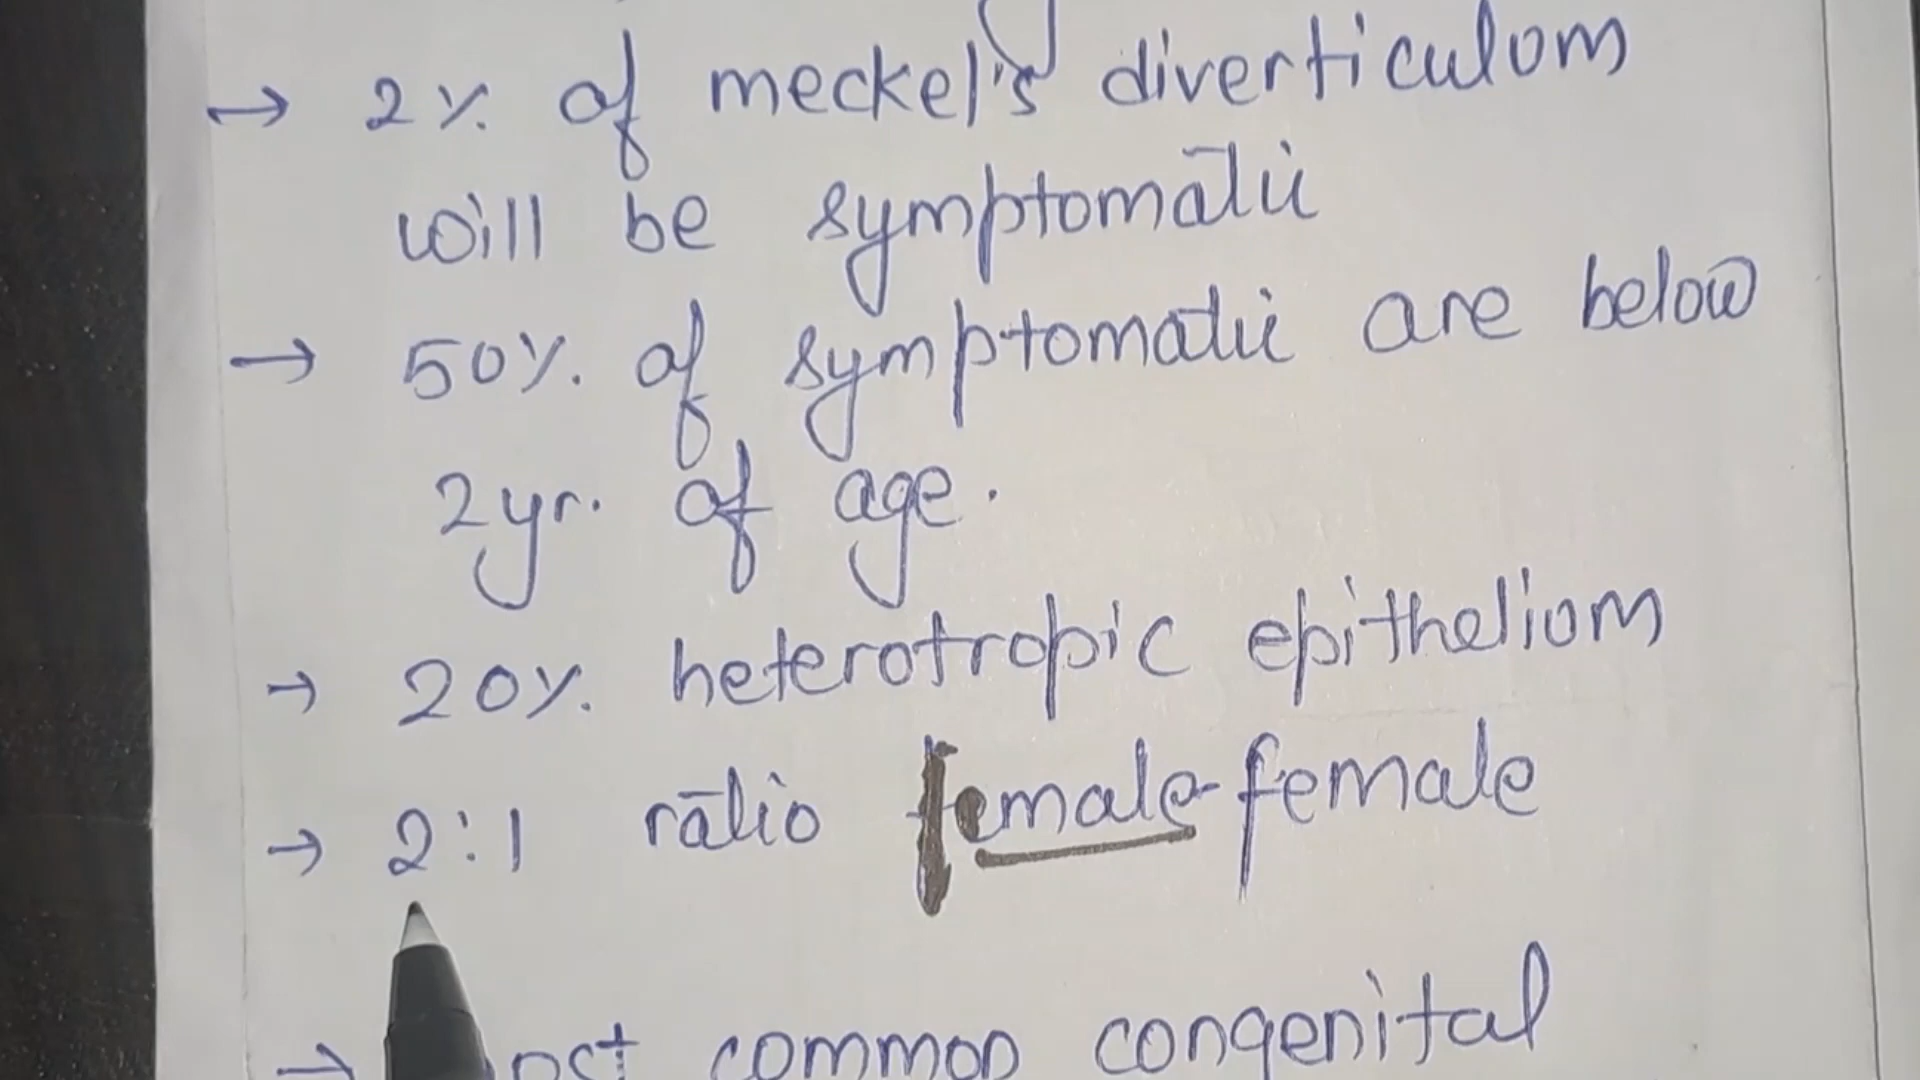 → 2% of meckel's diverticulum
will be symptomatic
→ 50% of symptomatic are below
2yr. of age.
→ 20% heterotropic epithelium
→ 2:1 ratio female-female
→ common congenital